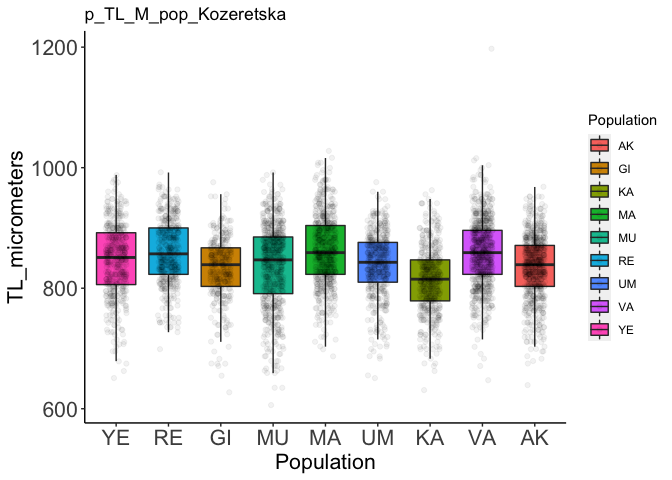 p_TL_M_pop_Kozeretska
1200
1000
800
600
TL_micrometers
YE RE GI MU MA UM KA VA AK
Population
Population
AK
GI
KA
MA
MU
RE
UM
VA
YE